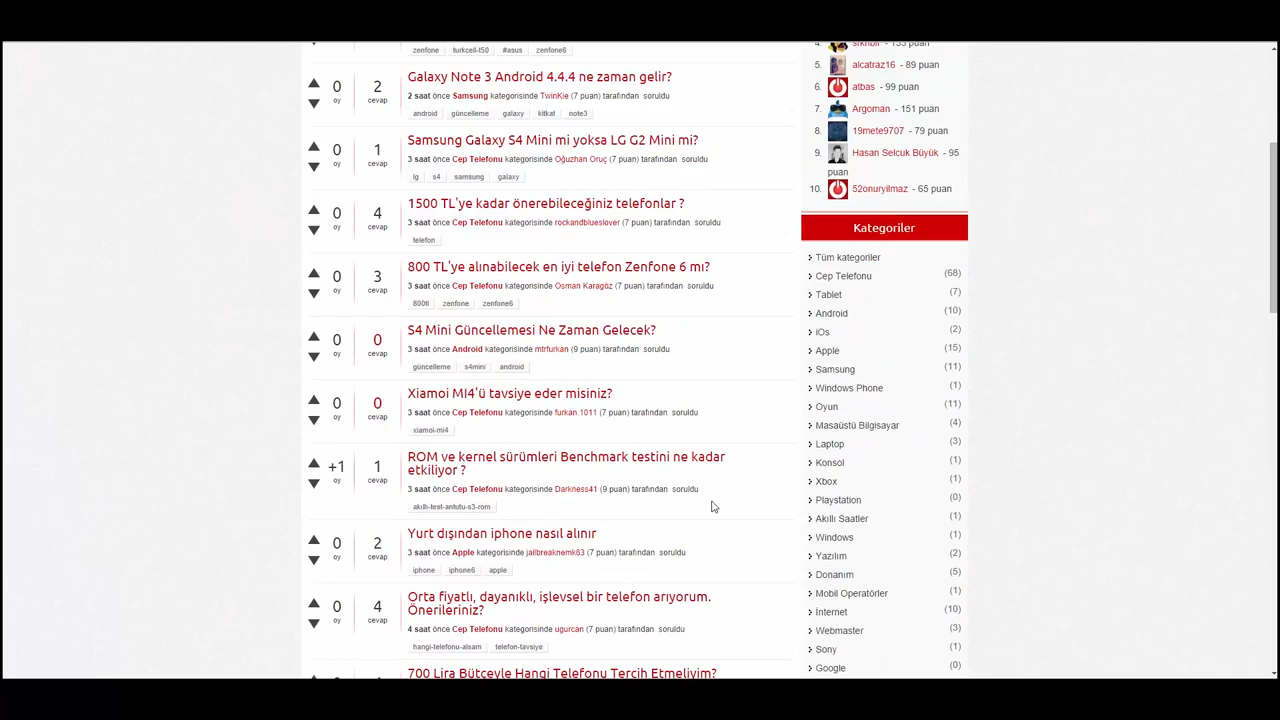 zenfone turkcell-t50 #asus zenfone6
0 oy 2 cevap
Galaxy Note 3 Android 4.4.4 ne zaman gelir?
2 saat önce Samsung kategorisinde TwinKie (7 puan) tarafından soruldu
android güncelleme galaxy kitkat note3
0 oy 1 cevap
Samsung Galaxy S4 Mini mi yoksa LG G2 Mini mi?
3 saat önce Cep Telefonu kategorisinde Oğuzhan Oruç (7 puan) tarafından soruldu
lg s4 samsung galaxy
0 oy 4 cevap
1500 TL'ye kadar önerebileceğiniz telefonlar ?
3 saat önce Cep Telefonu kategorisinde rockandblueslover (7 puan) tarafından soruldu
telefon
0 oy 3 cevap
800 TL'ye alınabilecek en iyi telefon Zenfone 6 mı?
3 saat önce Cep Telefonu kategorisinde Osman Karagöz (7 puan) tarafından soruldu
800tl zenfone zenfone6
0 oy 0 cevap
S4 Mini Güncellemesi Ne Zaman Gelecek?
3 saat önce Android kategorisinde mtrfurkan (9 puan) tarafından soruldu
güncelleme s4mini android
0 oy 0 cevap
Xiamoi MI4'ü tavsiye eder misiniz?
3 saat önce Cep Telefonu kategorisinde furkan 1011 (7 puan) tarafından soruldu
xiamoi-mi4
+1 oy 1 cevap
ROM ve kernel sürümleri Benchmark testini ne kadar
etkiliyor ?
3 saat önce Cep Telefonu kategorisinde Darkness41 (9 puan) tarafından soruldu
akıllı-test-antutu-s3-rom
0 oy 2 cevap
Yurt dışından iphone nasıl alınır
3 saat önce Apple kategorisinde jailbreaknemk63 (7 puan) tarafından soruldu
iphone iphone6 apple
0 oy 4 cevap
Orta fiyatlı, dayanıklı, işlevsel bir telefon arıyorum.
Önerileriniz?
4 saat önce Cep Telefonu kategorisinde ugurcan (7 puan) tarafından soruldu
hangi-telefonu-alsam telefon-tavsiye
700 Lira Bütçeyle Hangi Telefonu Tercih Etmeliyim?
4. srknbir - 133 puan
5. alcatraz16 - 89 puan
6. atbas - 99 puan
7. Argoman - 151 puan
8. 19mete9707 - 79 puan
9. Hasan Selcuk Büyük - 95
puan
10. 52onuryilmaz - 65 puan
Kategoriler
Tüm kategoriler
Cep Telefonu (68)
Tablet (7)
Android (10)
iOs (2)
Apple (15)
Samsung (11)
Windows Phone (1)
Oyun (11)
Masaüstü Bilgisayar (4)
Laptop (3)
Konsol (1)
Xbox (1)
Playstation (0)
Akıllı Saatler (1)
Windows (1)
Yazılım (2)
Donanım (5)
Mobil Operatörler (1)
İnternet (10)
Webmaster (3)
Sony (1)
Google (0)